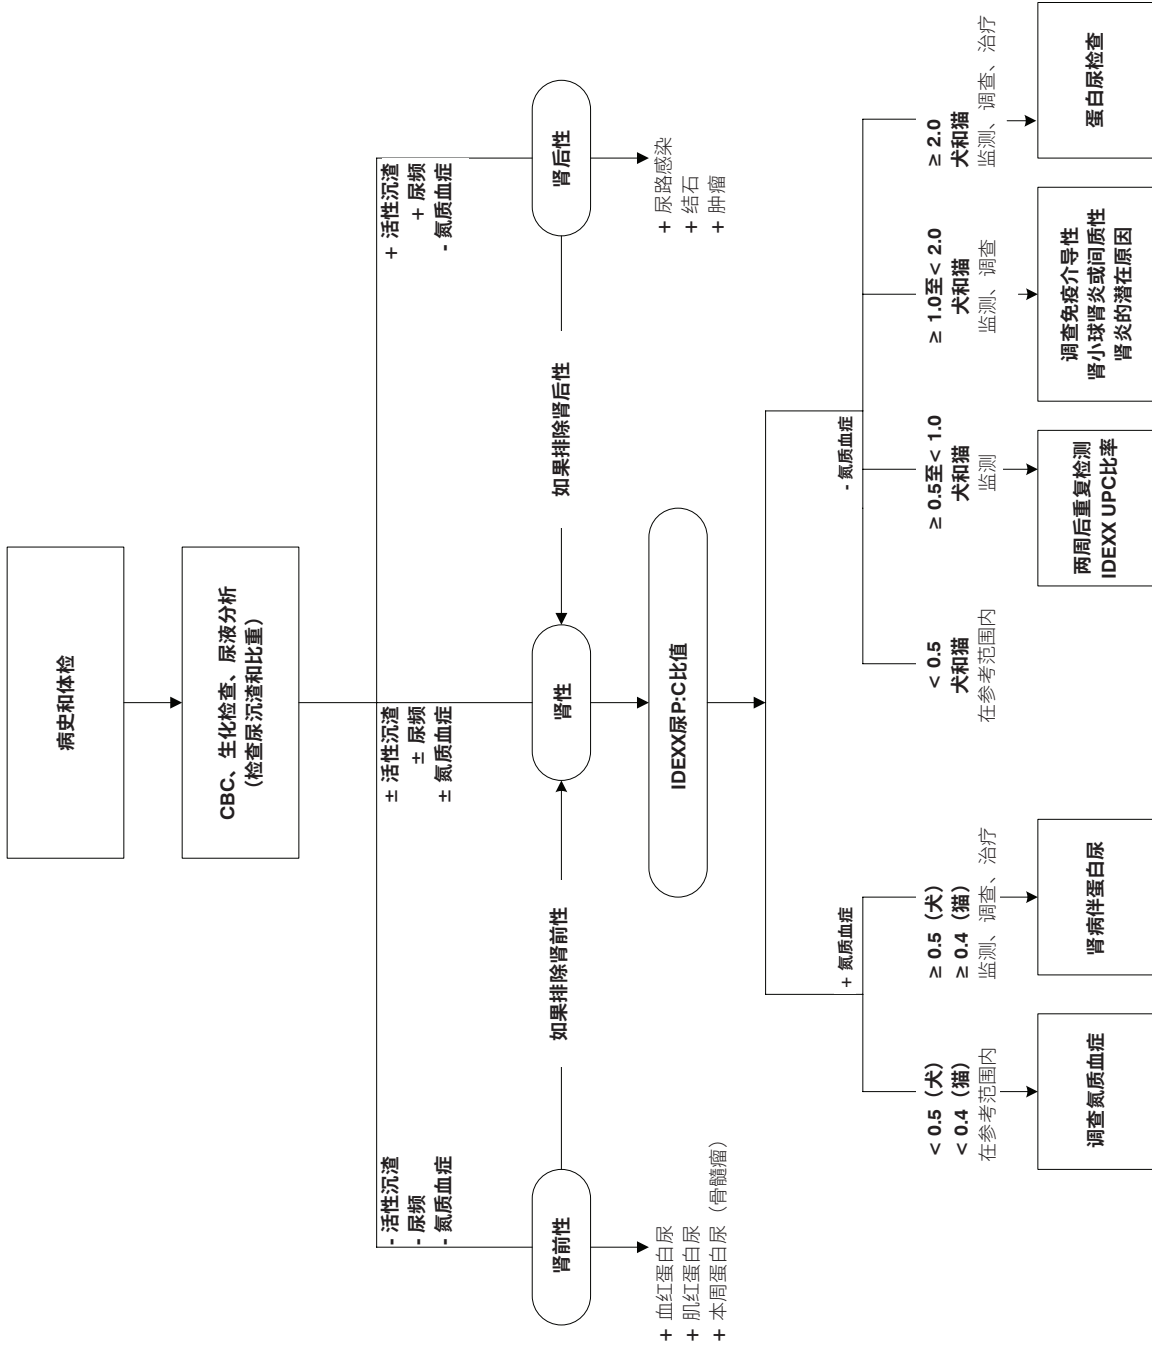 病史和体检
CBC、生化检查、尿液分析
（检查尿沉渣和比重）
- 活性沉渣
- 尿频
- 氮质血症
± 活性沉渣
± 尿频
± 氮质血症
+ 活性沉渣
+ 尿频
- 氮质血症
肾前性
如果排除肾前性
肾性
如果排除肾后性
肾后性
+ 血红蛋白尿
+ 肌红蛋白尿
+ 本周蛋白尿（骨髓瘤）
+ 尿路感染
+ 结石
+ 肿瘤
IDEXX尿P:C比值
+ 氮质血症
- 氮质血症
< 0.5（犬）
< 0.4（猫）
在参考范围内
≥ 0.5（犬）
≥ 0.4（猫）
监测、调查、治疗
< 0.5
犬和猫
在参考范围内
≥ 0.5至< 1.0
犬和猫
监测
≥ 1.0至< 2.0
犬和猫
监测、调查
≥ 2.0
犬和猫
监测、调查、治疗
调查氮质血症
肾病伴蛋白尿
两周后重复检测
IDEXX UPC比率
调查免疫介导性
肾小球肾炎或间质性
肾炎的潜在原因
蛋白尿检查